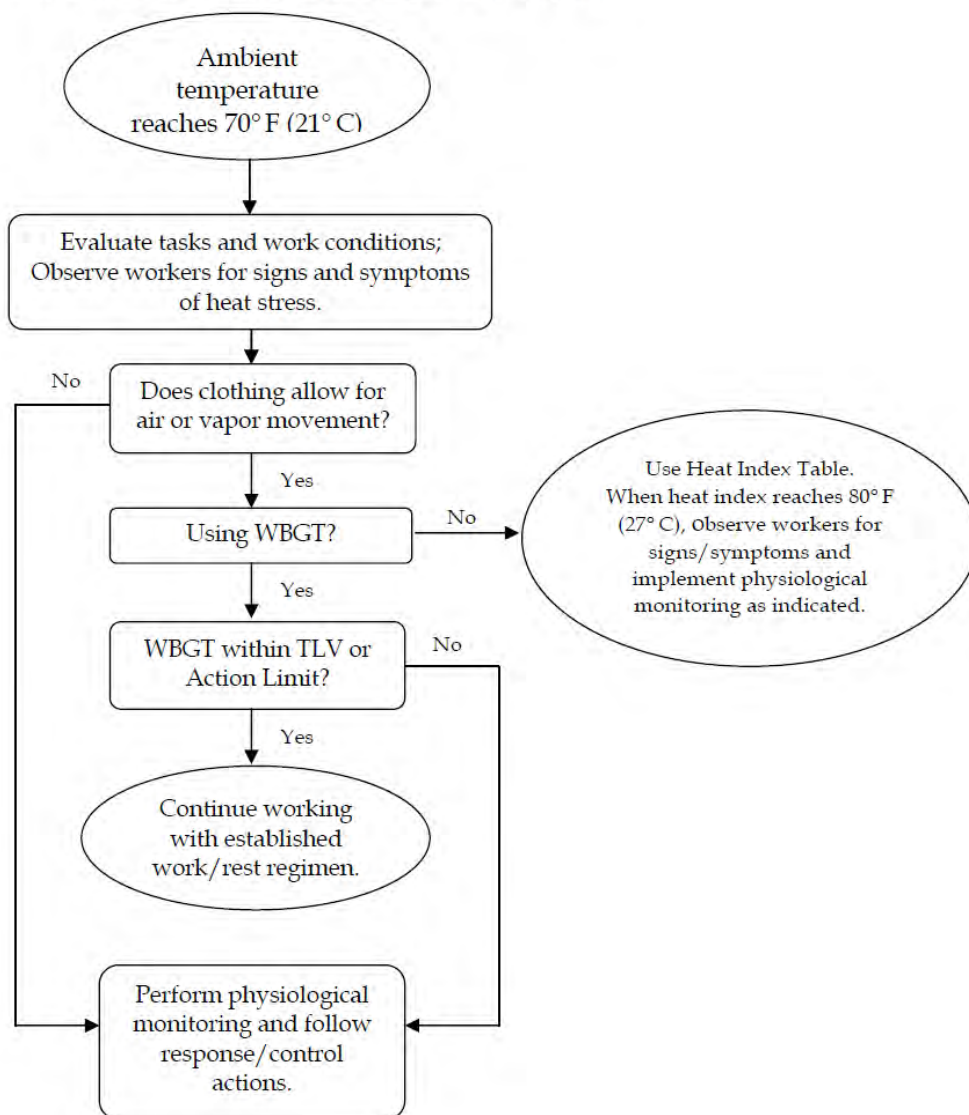 Ambient
temperature
reaches 70° F (21° C)
Evaluate tasks and work conditions;
Observe workers for signs and symptoms
of heat stress.
No
Does clothing allow for
air or vapor movement?
Yes
Using WBGT?
No
Use Heat Index Table.
When heat index reaches 80° F
(27° C), Observe workers for
signs/symptoms and
implement physiological
monitoring as indicated.
Yes
WBGT within TLV or
Action Limit?
No
Yes
Continue working
with established
work/rest regimen.
Perform physiological
monitoring and follow
response/control
actions.